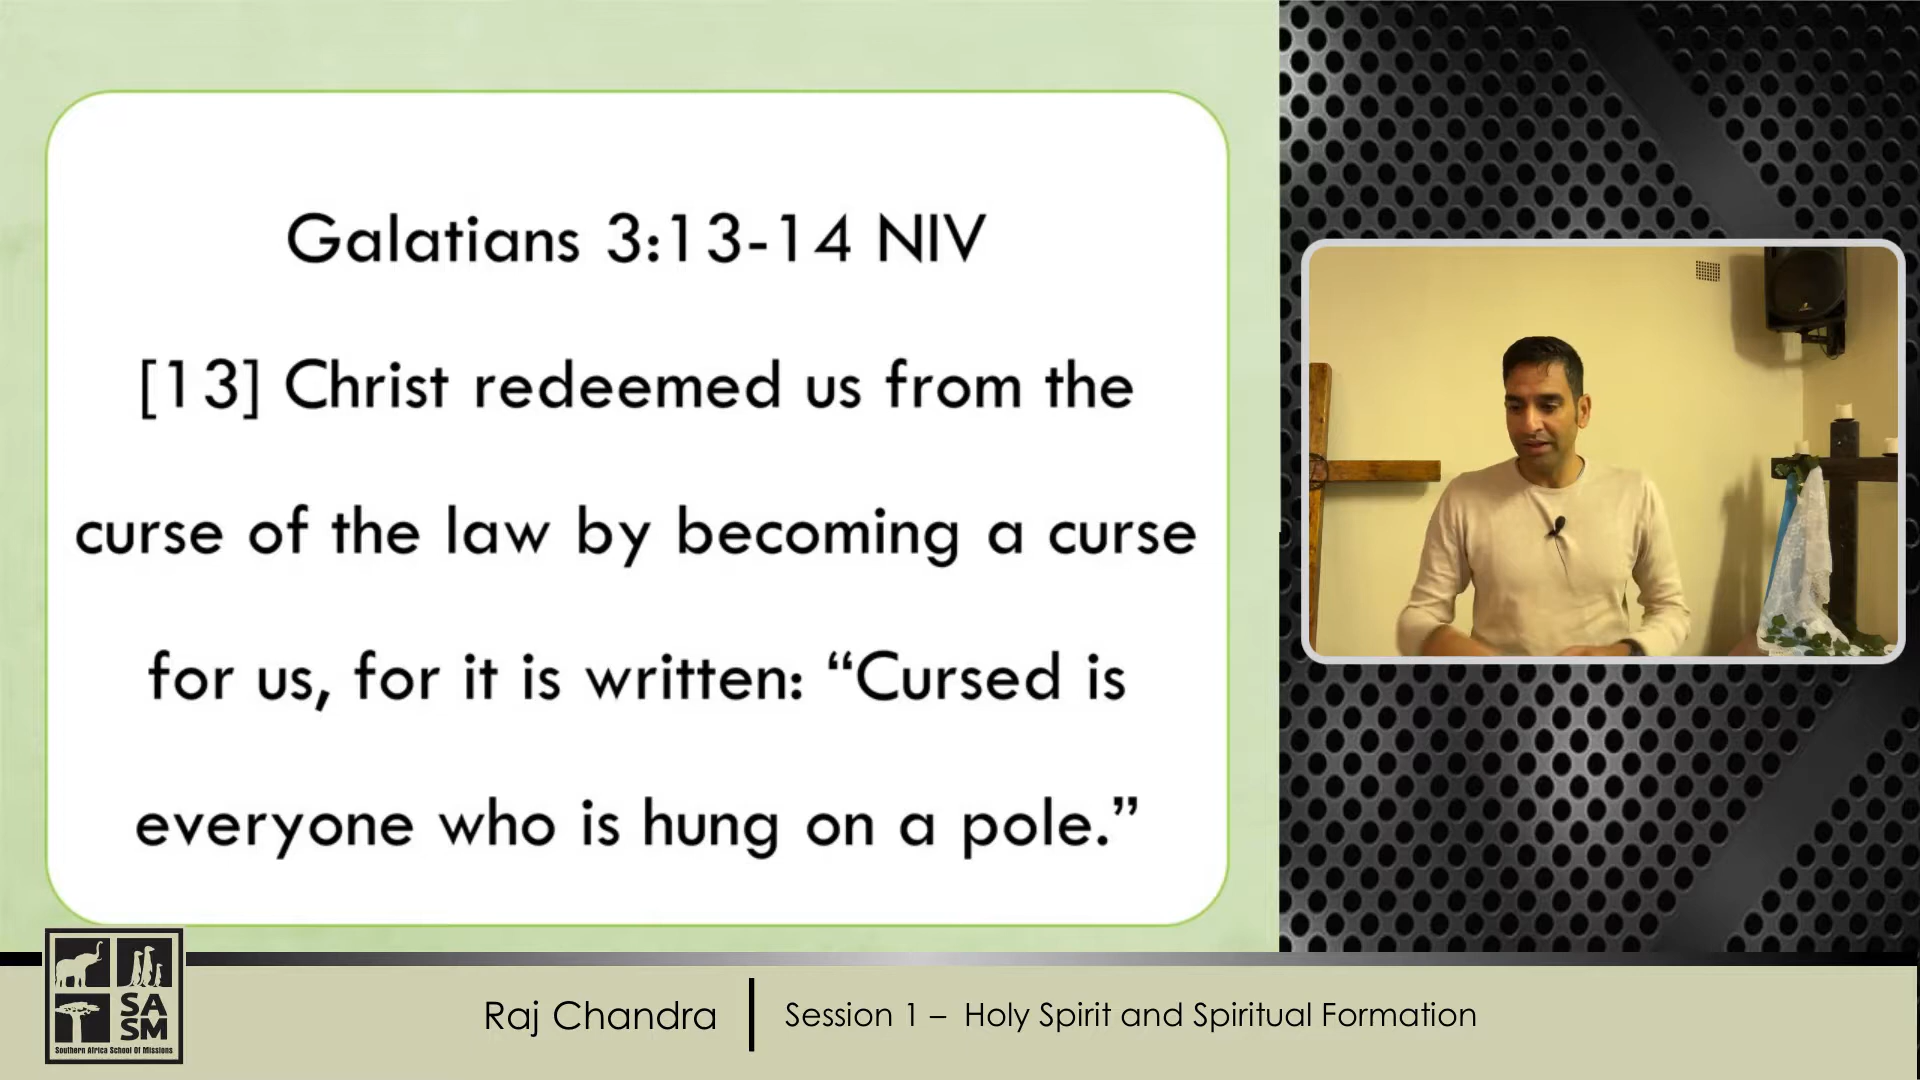 Galatians 3:13-14 NIV
[13] Christ redeemed us from the
curse of the law by becoming a curse
for us, for it is written: “Cursed is
everyone who is hung on a pole.”
SA
SM
Southern Africa School Of Missions
Raj Chandra
Session 1 – Holy Spirit and Spiritual Formation